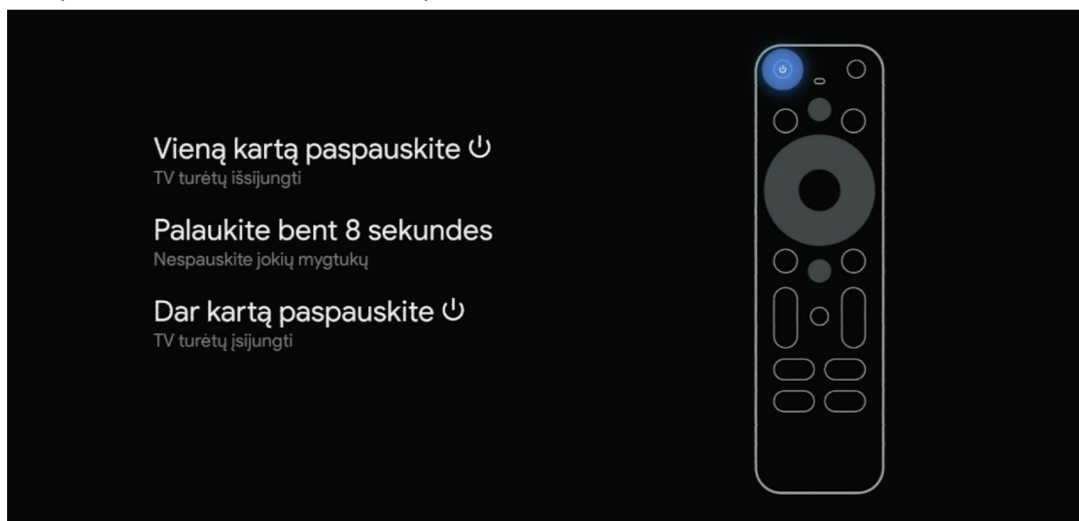 Vieną kartą paspauskite ⏻
TV turėtų išsijungti
Palaukite bent 8 sekundes
Nespauskite jokių mygtukų
Dar kartą paspauskite ⏻
TV turėtų įsijungti